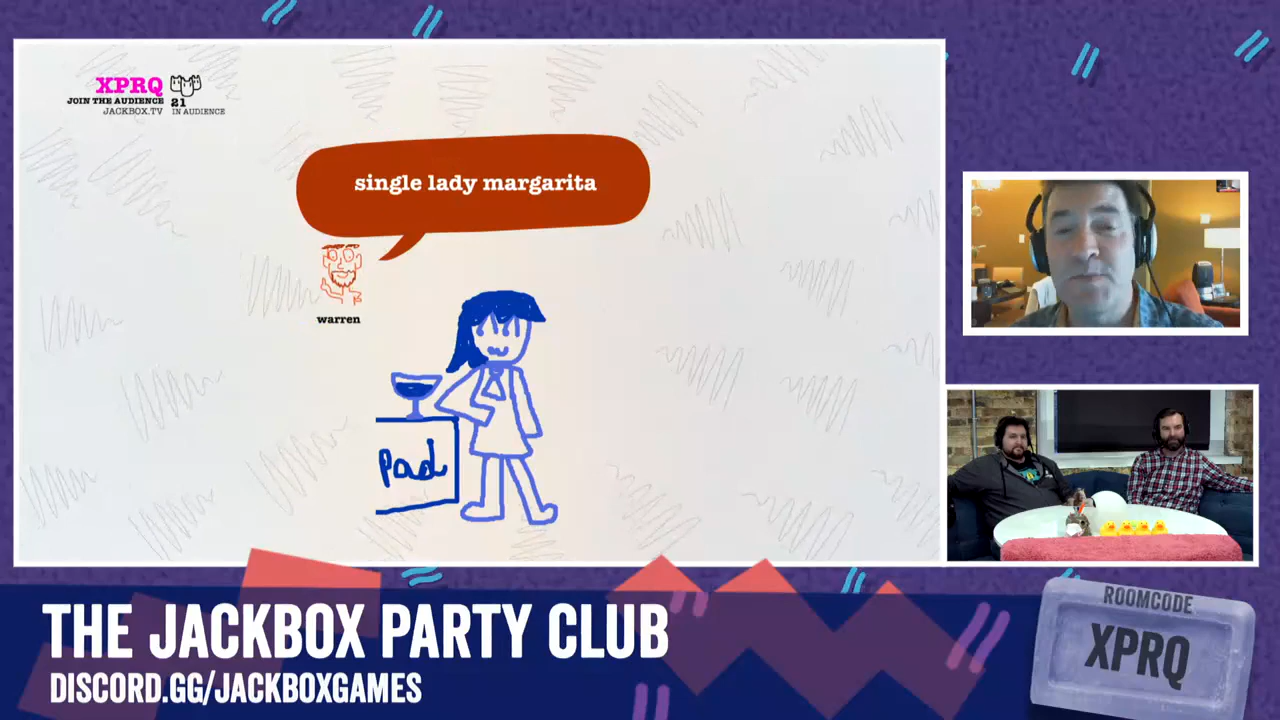 XPRQ
JOIN THE AUDIENCE
JACKBOX.TV
21
IN AUDIENCE
single lady margarita
warren
pad
THE JACKBOX PARTY CLUB
DISCORD.GG/JACKBOXGAMES
ROOMCODE
XPRQ